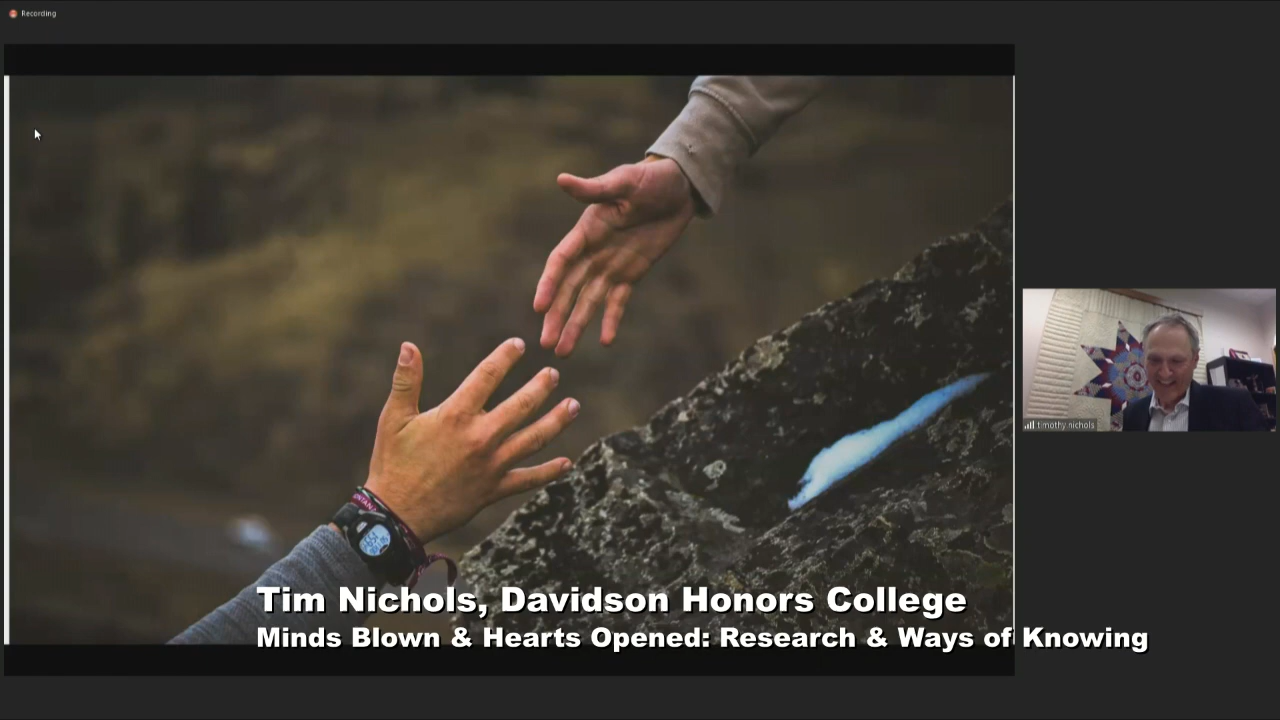 Recording
timothy nichols
Tim Nichols, Davidson Honors College
Minds Blown & Hearts Opened: Research & Ways of Knowing